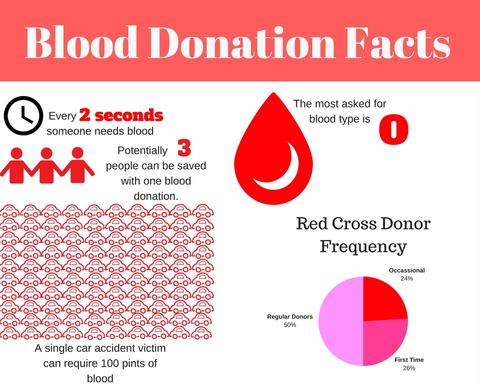 Blood Donation Facts
Every 2 seconds
someone needs blood
Potentially 3
people can be saved
with one blood
donation.
The most asked for
blood type is O
A single car accident victim
can require 100 pints of
blood
Red Cross Donor
Frequency
Occassional
24%
Regular Donors
50%
First Time
26%